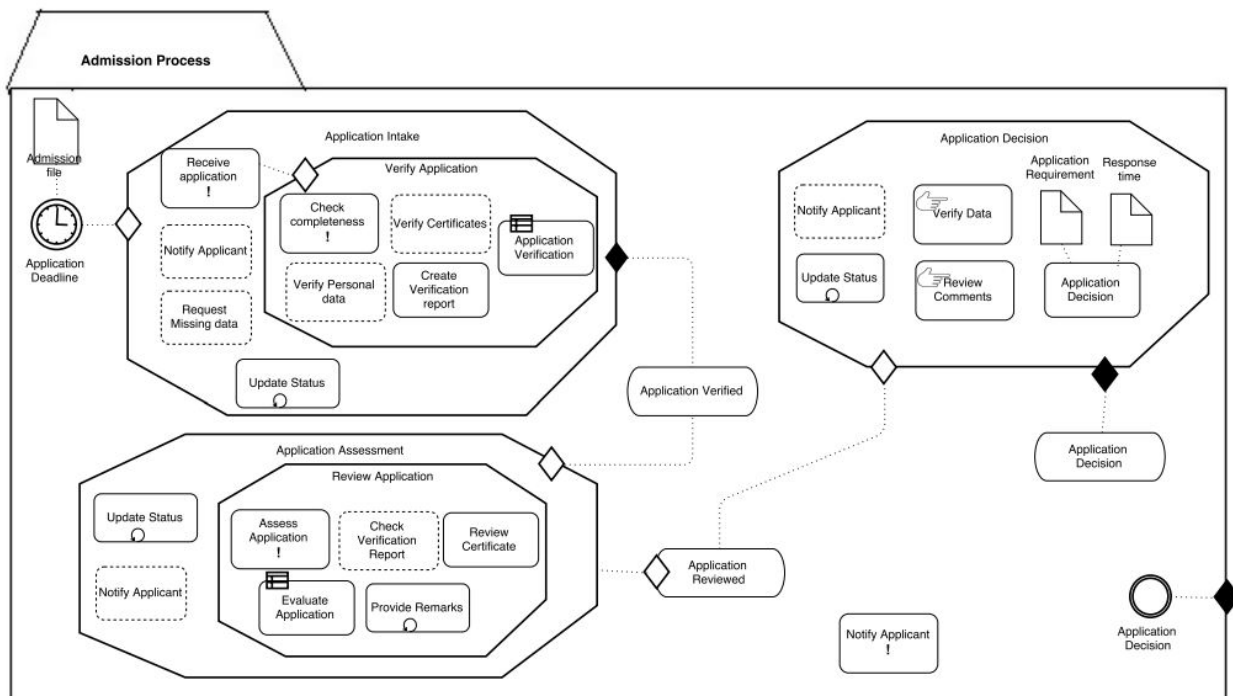 Admission Process
Admission
file
Application
Deadline
Application Intake
Receive
application
!
Notify Applicant
Request
Missing data
Update Status
Verify Application
Check
completeness
!
Verify Certificates
Application
Verification
Verify Personal
data
Create
Verification
report
Application Verified
Application Assessment
Update Status
Notify Applicant
Review Application
Assess
Application
!
Check
Verification
Report
Review
Certificate
Evaluate
Application
Provide Remarks
Application
Reviewed
Application Decision
Notify Applicant
Update Status
Verify Data
Review
Comments
Application
Requirement
Response
time
Application
Decision
Application
Decision
Notify Applicant
!
Application
Decision